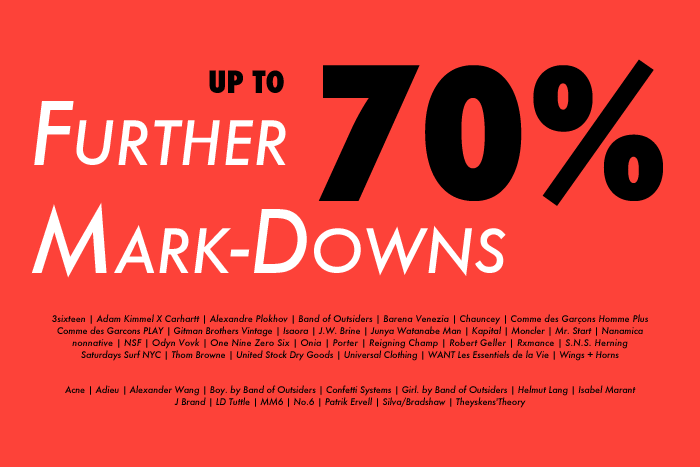 UP TO
70%
FURTHER
MARK-DOWNS
3sixteen | Adam Kimmel X Carhartt | Alexandre Plokhov | Band of Outsiders | Barena Venezia | Chauncey | Comme des Garçons Homme Plus
Comme des Garcons PLAY | Gitman Brothers Vintage | Isaora | J.W. Brine | Junya Watanabe Man | Kapital | Moncler | Mr. Start | Nanamica
nonnative | NSF | Odyn Vovk | One Nine Zero Six | Onia | Porter | Reigning Champ | Robert Geller | Rxmance | S.N.S. Herning
Saturdays Surf NYC | Thom Browne | United Stock Dry Goods | Universal Clothing | WANT Les Essentiels de la Vie | Wings + Horns
Acne | Adieu | Alexander Wang | Boy. by Band of Outsiders | Confetti Systems | Girl. by Band of Outsiders | Helmut Lang | Isabel Marant
J Brand | LD Tuttle | MM6 | No.6 | Patrik Ervell | Silva/Bradshaw | Theyskens'Theory